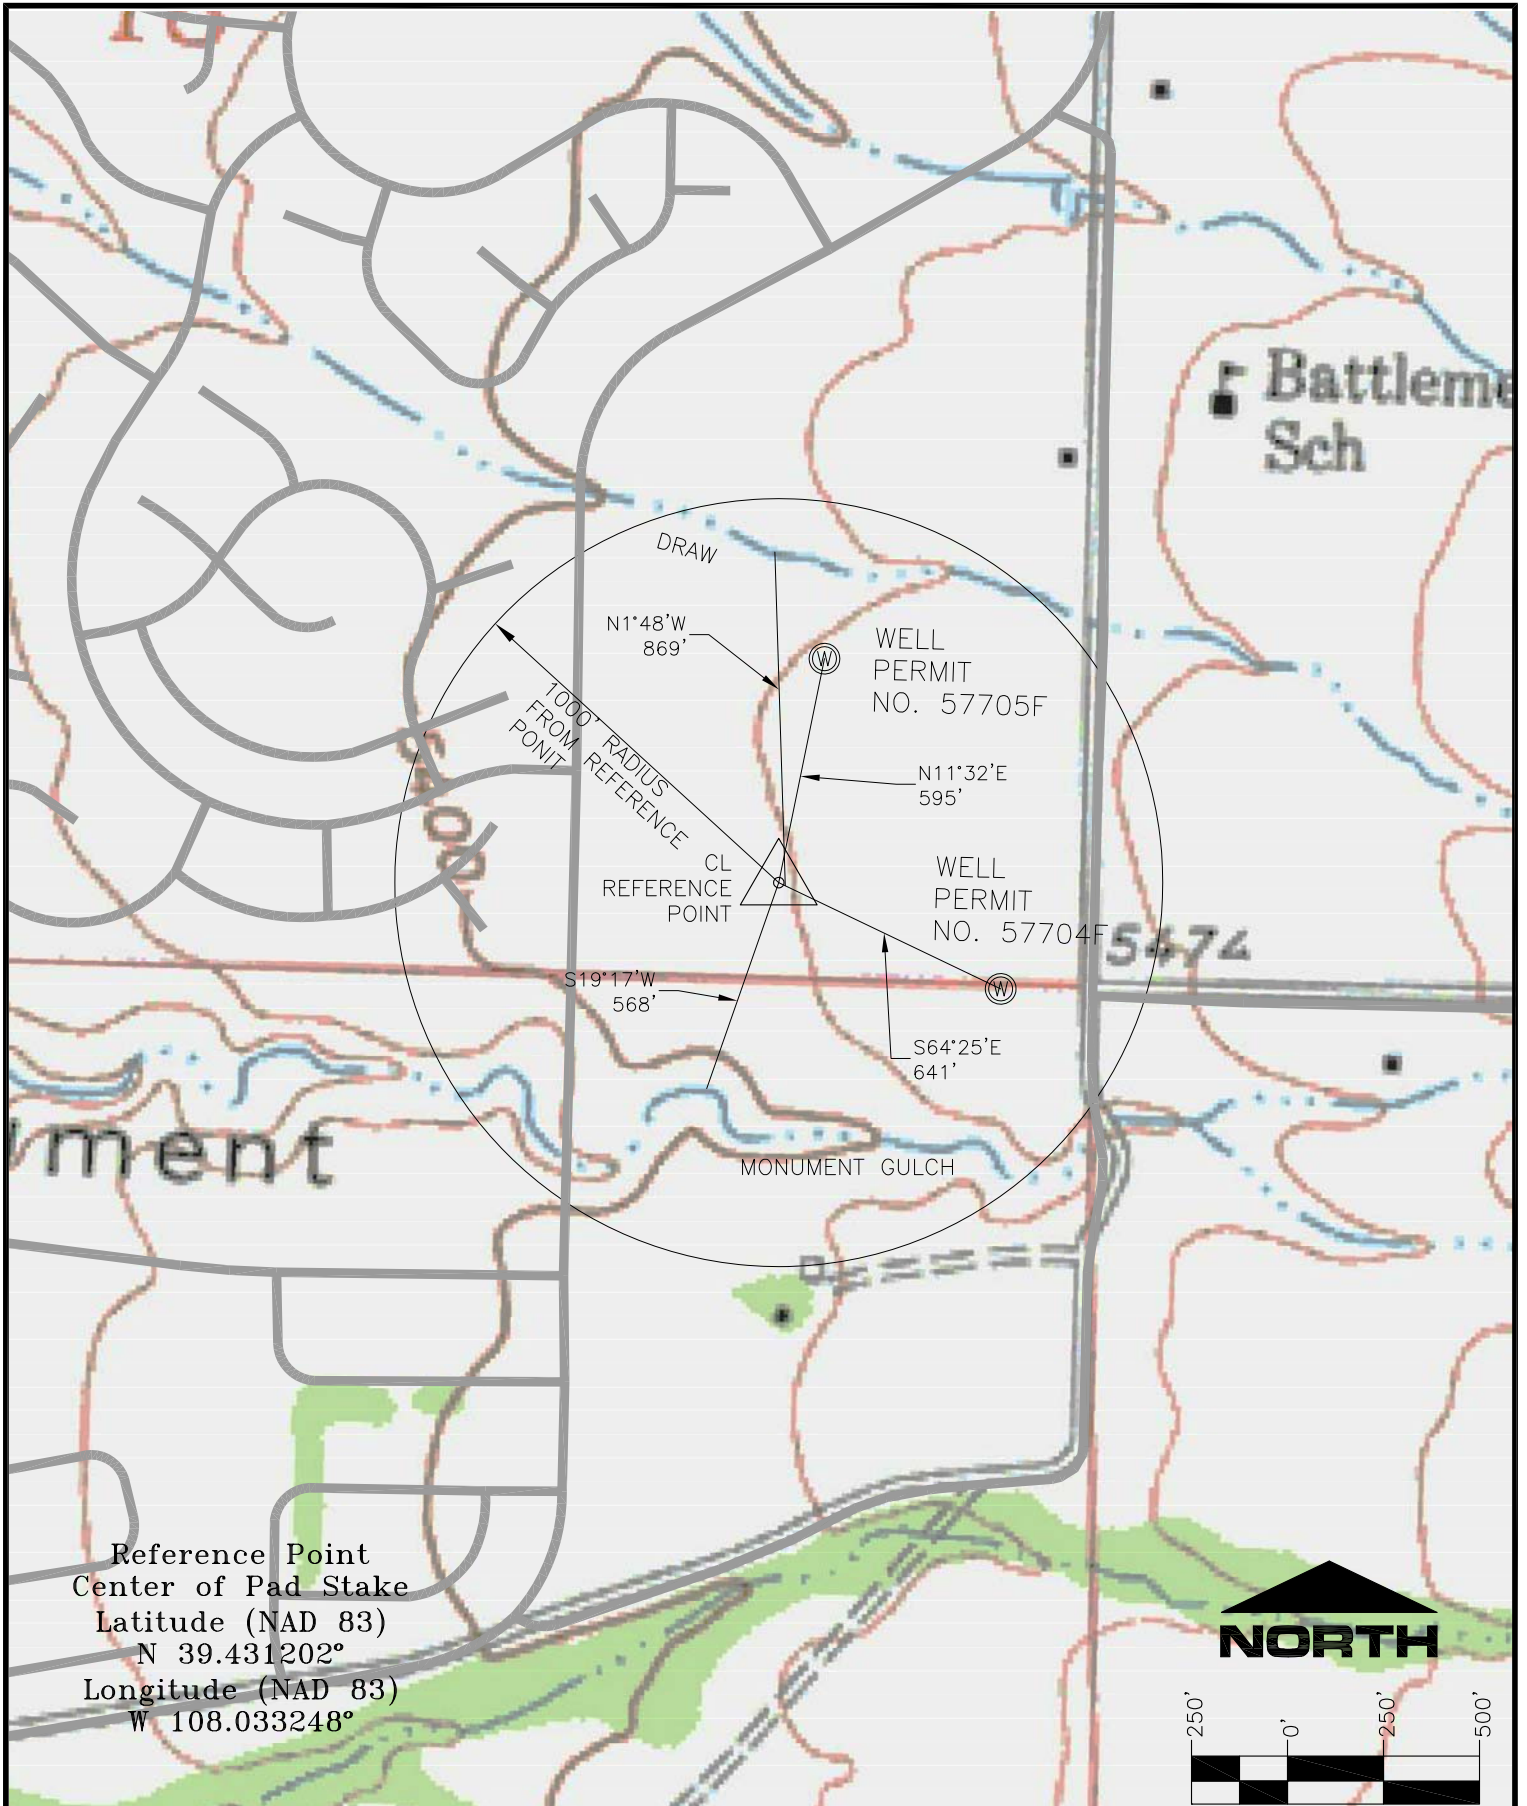 Battleme
Sch
DRAW
N1°48'W
869'
WELL
PERMIT
NO. 57705F
1000' RADIUS
FROM REFERENCE
PONIT
N11°32'E
595'
CL
REFERENCE
POINT
WELL
PERMIT
NO. 57704F
5474
S19°17'W
568'
S64°25'E
641'
ument
MONUMENT GULCH
Reference Point
Center of Pad Stake
Latitude (NAD 83)
N 39.431202°
Longitude (NAD 83)
W 108.033248°
NORTH
250'
0'
250'
500'